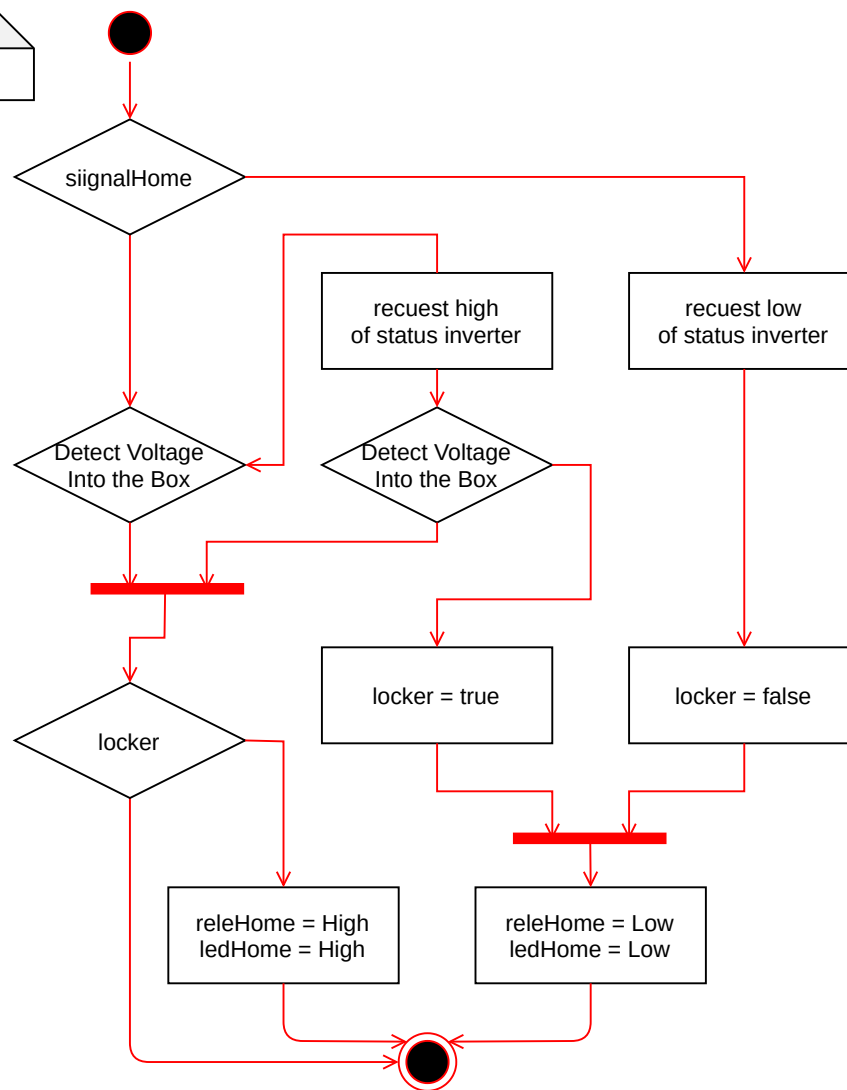 siignalHome
recuest high
of status inverter
recuest low
of status inverter
Detect Voltage
Into the Box
Detect Voltage
Into the Box
locker = true
locker = false
locker
releHome = High
ledHome = High
releHome = Low
ledHome = Low